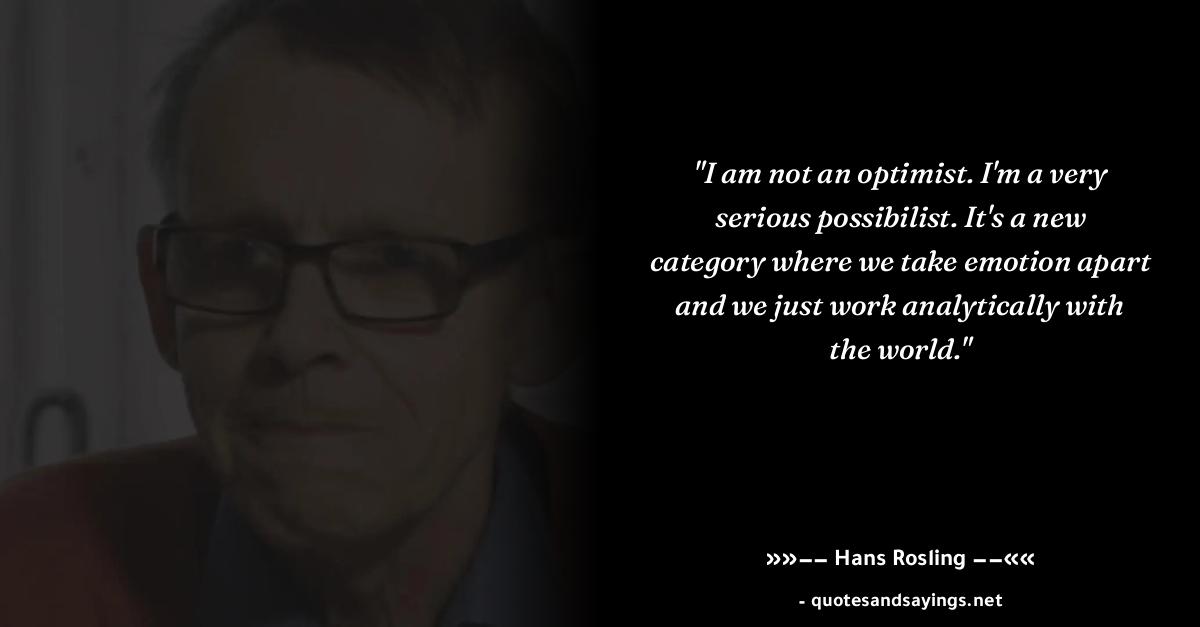 "I am not an optimist. I'm a very
serious possibilist. It's a new
category where we take emotion apart
and we just work analytically with
the world."
»»—— Hans Rosling ——««
- quotesandsayings.net